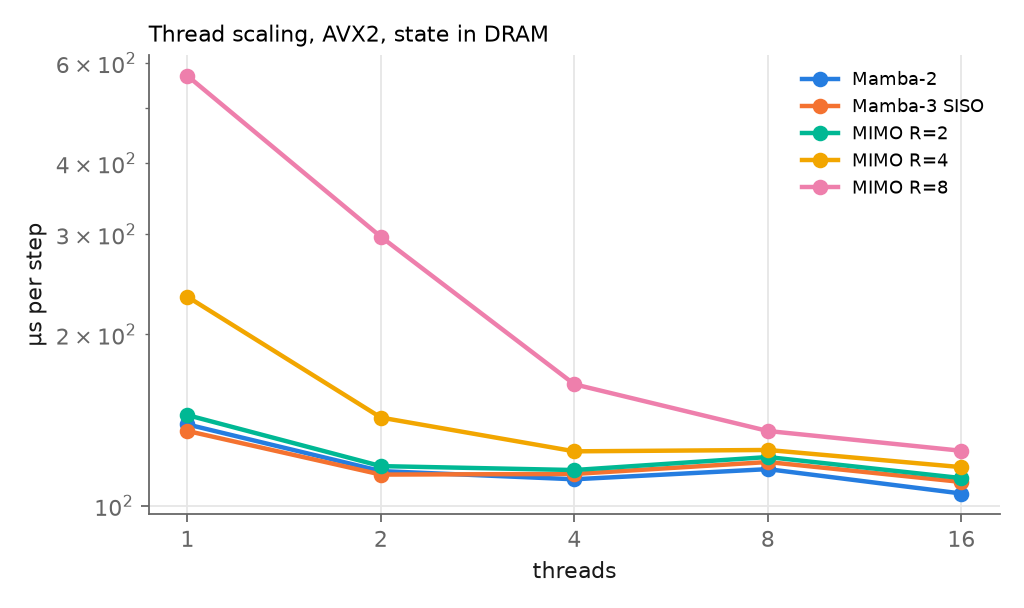 Thread scaling, AVX2, state in DRAM
6 × 10²
4 × 10²
3 × 10²
2 × 10²
10²
µs per step
Mamba-2
Mamba-3 SISO
MIMO R=2
MIMO R=4
MIMO R=8
1 2 4 8 16
threads